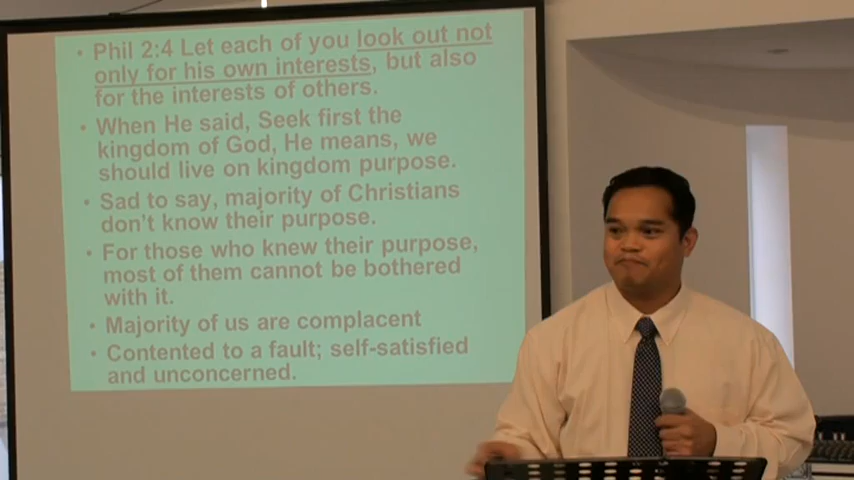 • Phil 2:4 Let each of you look out not
only for his own interests, but also
for the interests of others.
• When He said, Seek first the
kingdom of God, He means, we
should live on kingdom purpose.
• Sad to say, majority of Christians
don't know their purpose.
• For those who knew their purpose,
most of them cannot be bothered
with it.
• Majority of us are complacent
• Contented to a fault; self-satisfied
and unconcerned.